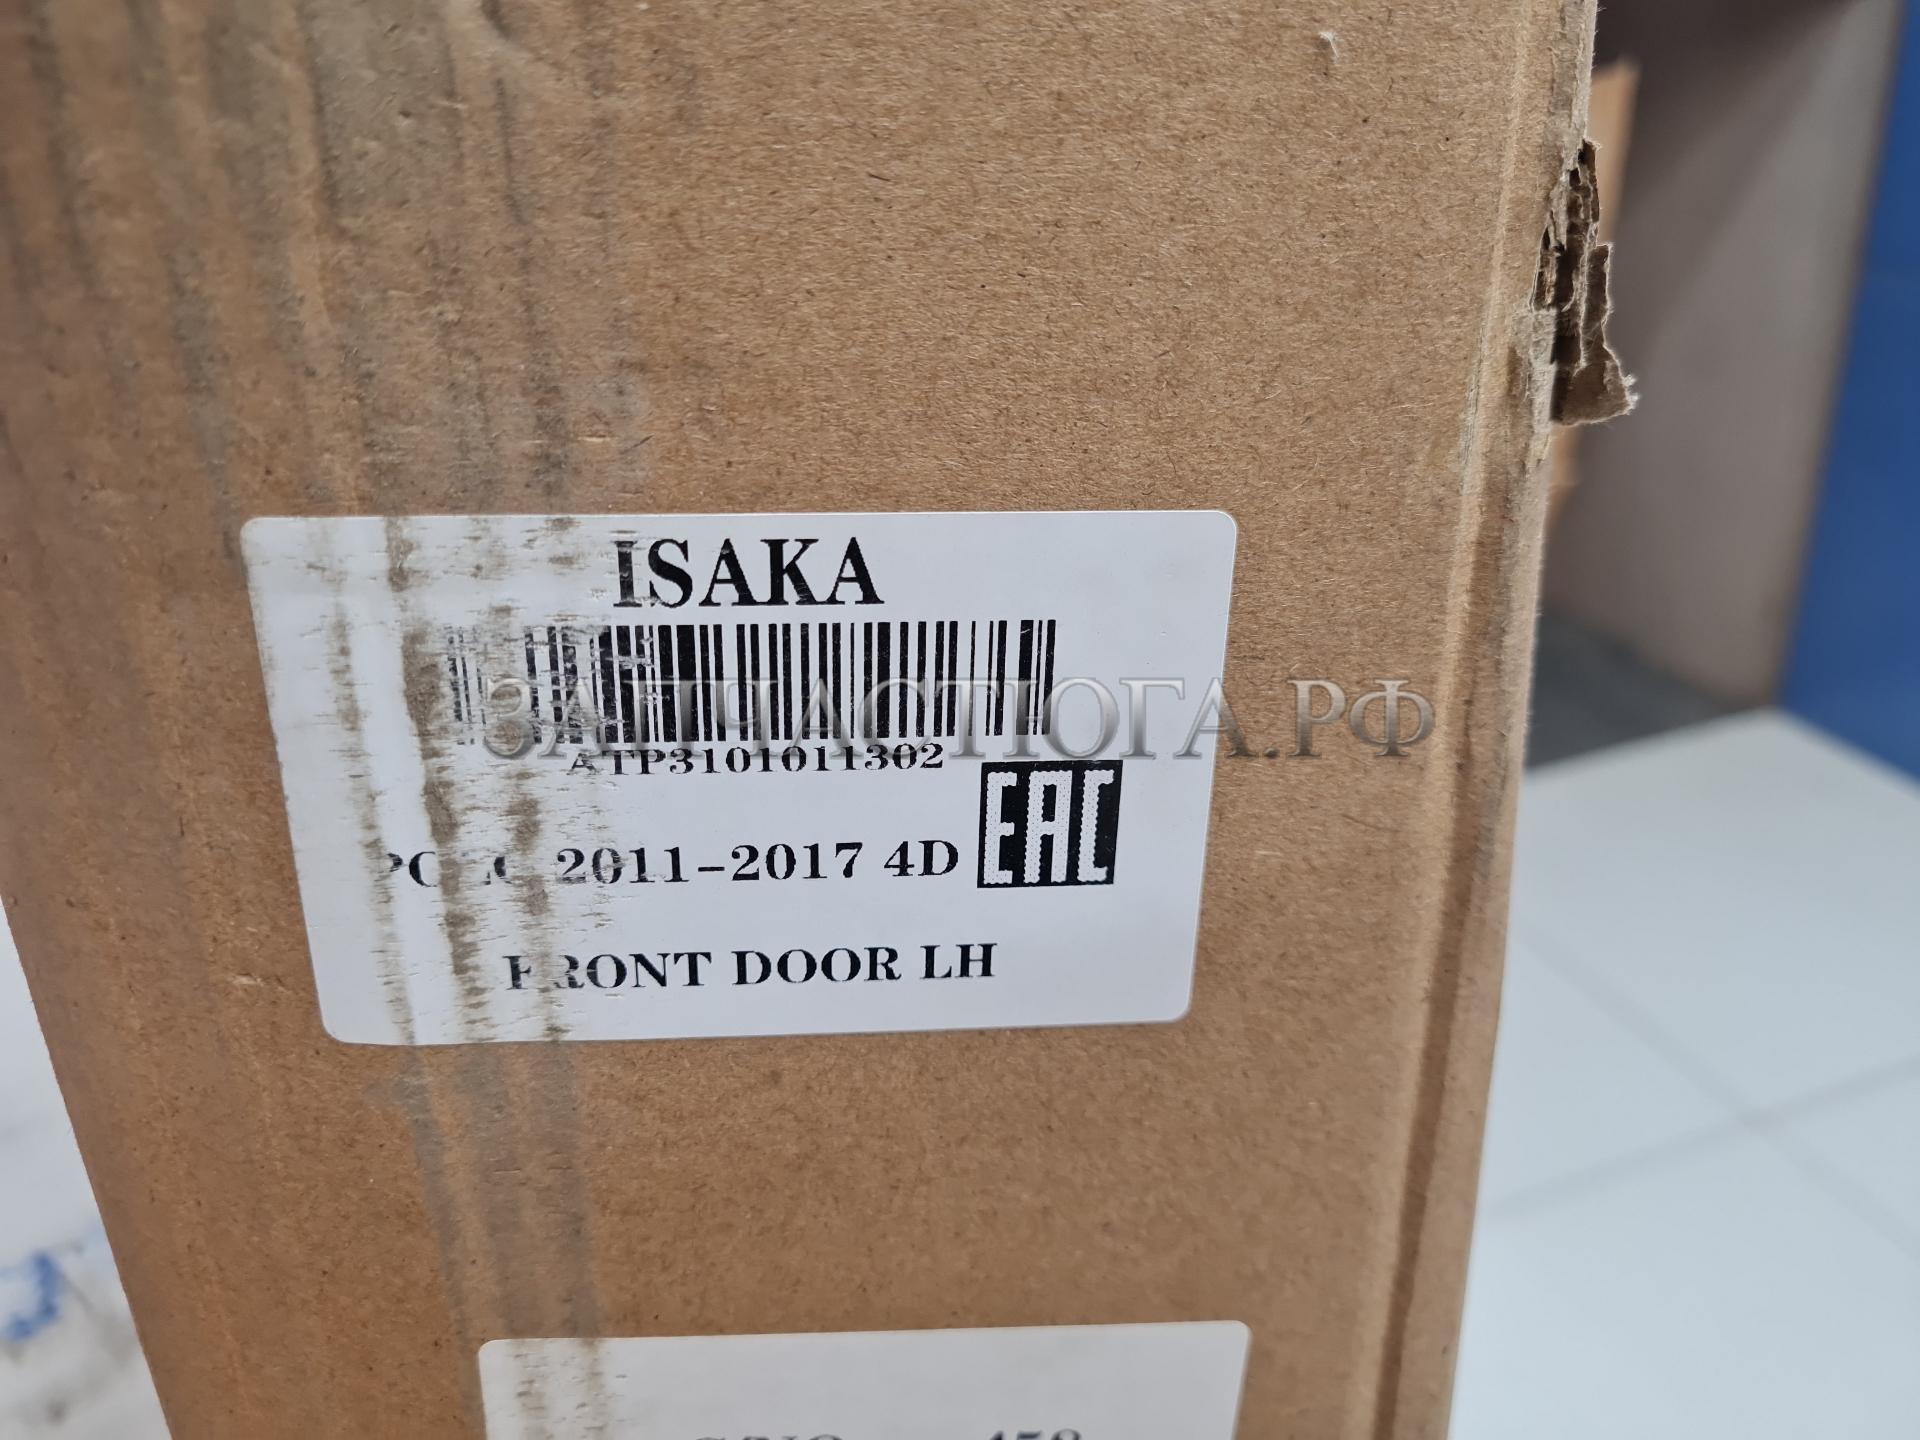 ISAKA
ЗАПЧАСТЮГА.РФ
ATP3101011302
2011-2017 4D
EAC
FRONT DOOR LH